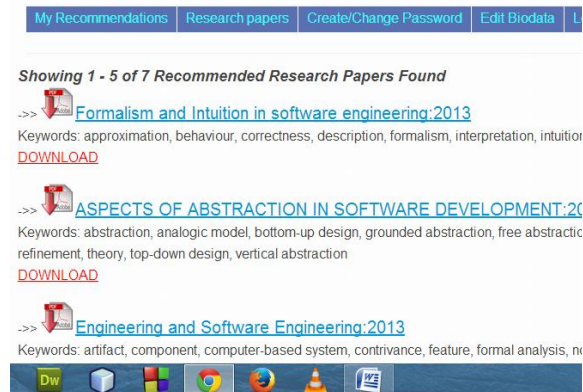 My Recommendations Research papers Create/Change Password Edit Biodata
Showing 1 - 5 of 7 Recommended Research Papers Found
->> Formalism and Intuition in software engineering:2013
Keywords: approximation, behaviour, correctness, description, formalism, interpretation, intuition
DOWNLOAD
->> ASPECTS OF ABSTRACTION IN SOFTWARE DEVELOPMENT:20
Keywords: abstraction, analogic model, bottom-up design, grounded abstraction, free abstractio
refinement, theory, top-down design, vertical abstraction
DOWNLOAD
->> Engineering and Software Engineering:2013
Keywords: artifact, component, computer-based system, contrivance, feature, formal analysis, no
Dw